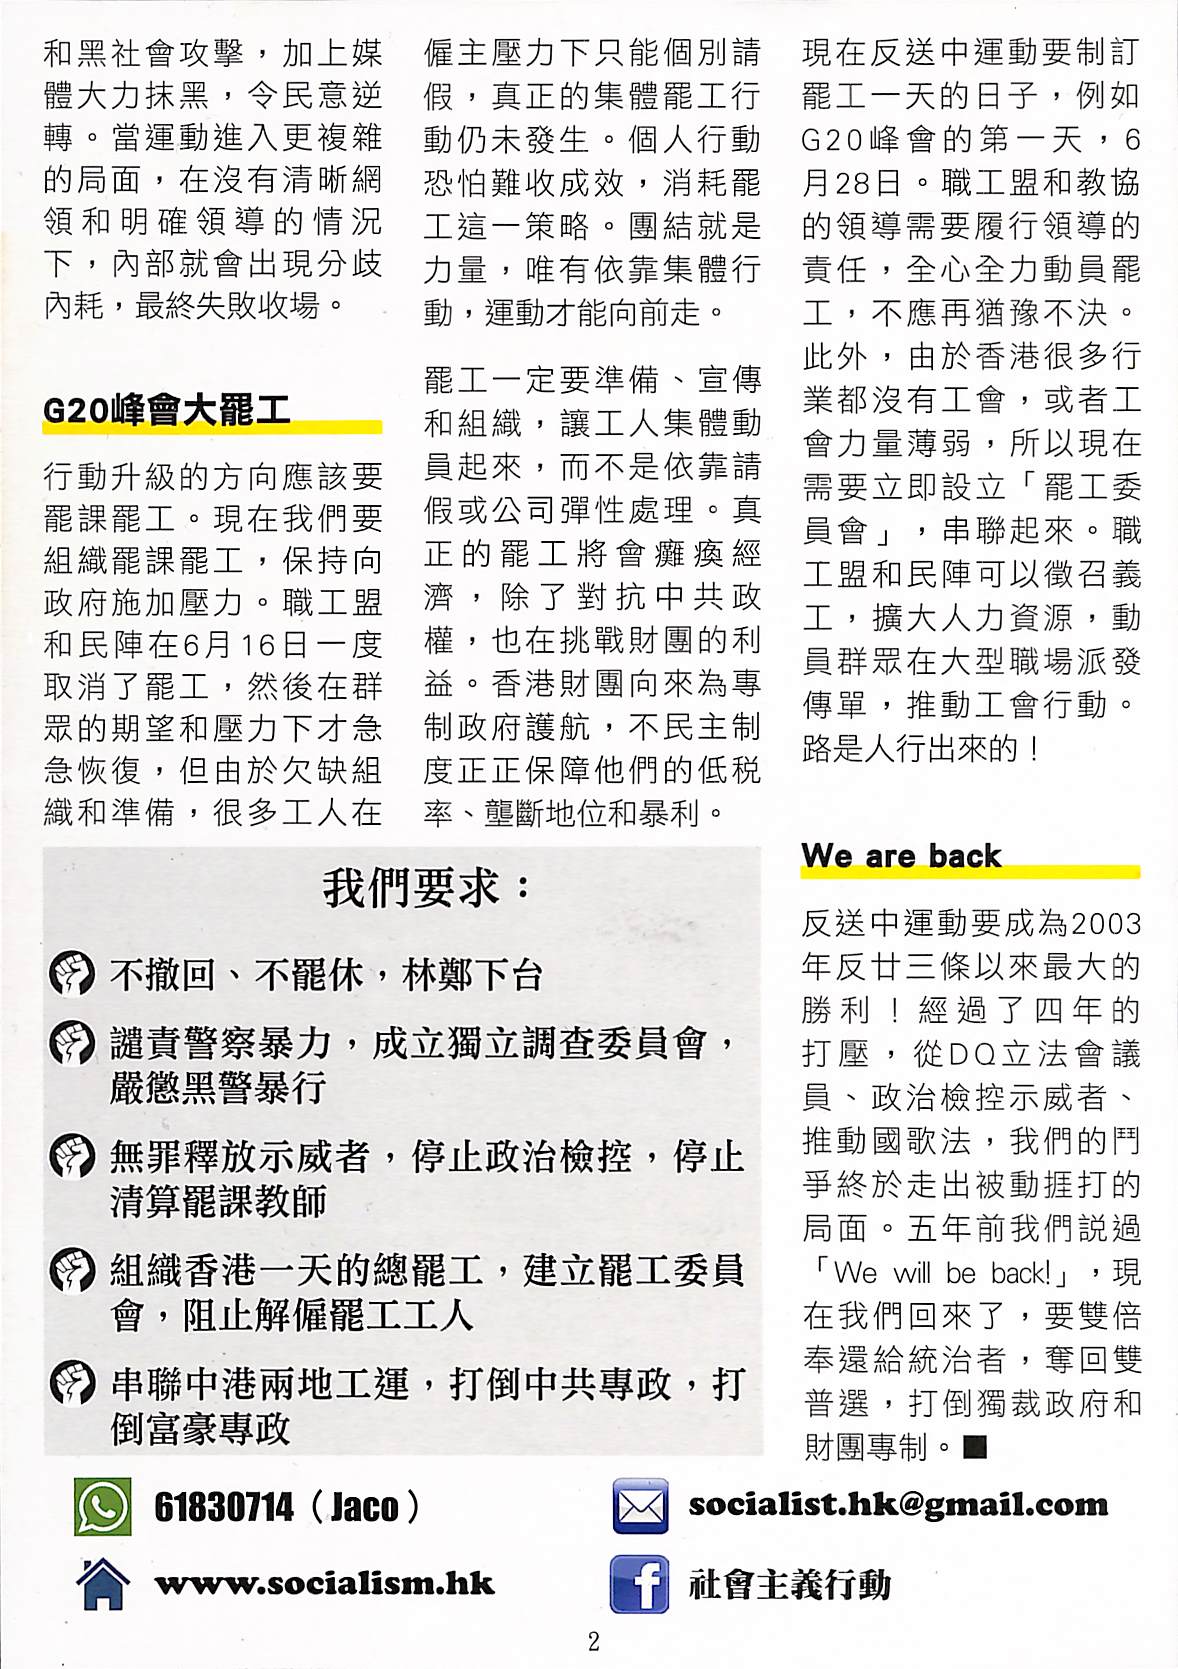 和黑社會攻擊，加上媒
體大力抹黑，令民意逆
轉。當運動進入更複雜
的局面，在沒有清晰網
領和明確領導的情況
下，內部就會出現分歧
內耗，最終失敗收場。
G20峰會大罷工
行動升級的方向應該要
罷課罷工。現在我們要
組織罷課罷工，保持向
政府施加壓力。職工盟
和民陣在6月16日一度
取消了罷工，然後在群
眾的期望和壓力下才急
急恢復，但由於欠缺組
織和準備，很多工人在
僱主壓力下只能個別請
假，真正的集體罷工行
動仍未發生。個人行動
恐怕難收成效，消耗罷
工這一策略。團結就是
力量，唯有依靠集體行
動，運動才能向前走。
罷工一定要準備、宣傳
和組織，讓工人集體動
員起來，而不是依靠請
假或公司彈性處理。真
正的罷工將會癱瘓經
濟，除了對抗中共政
權，也在挑戰財團的利
益。香港財團向來為專
制政府護航，不民主制
度正正保障他們的低税
率、壟斷地位和暴利。
現在反送中運動要制訂
罷工一天的日子，例如
G20峰會的第一天，6
月28日。職工盟和教協
的領導需要履行領導的
責任，全心全力動員罷
工，不應再猶豫不決。
此外，由於香港很多行
業都沒有工會，或者工
會力量薄弱，所以現在
需要立即設立「罷工委
員會」，串聯起來。職
工盟和民陣可以徵召義
工，擴大人力資源，動
員群眾在大型職場派發
傳單，推動工會行動。
路是人行出來的！
We are back
反送中運動要成為2003
年反廿三條以來最大的
勝利！經過了四年的
打壓，從DQ立法會議
員、政治檢控示威者、
推動國歌法，我們的鬥
爭終於走出被動捱打的
局面。五年前我們説過
「We will be back!」，現
在我們回來了，要雙倍
奉還給統治者，奪回雙
普選，打倒獨裁政府和
財團專制。■
我們要求：
不撤回、不罷休，林鄭下台
譴責警察暴力，成立獨立調查委員會，
嚴懲黑警暴行
無罪釋放示威者，停止政治檢控，停止
清算罷課教師
組織香港一天的總罷工，建立罷工委員
會，阻止解僱罷工工人
串聯中港兩地工運，打倒中共專政，打
倒富豪專政
61830714（Jaco）
socialist.hk@gmail.com
www.socialism.hk
社會主義行動
2